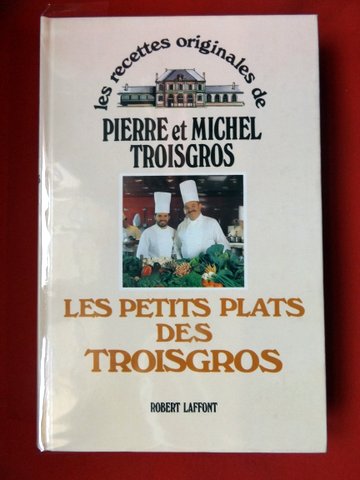 les recettes originales de
PIERRE et MICHEL
TROISGROS
LES PETITS PLATS
DES
TROISGROS
ROBERT LAFFONT